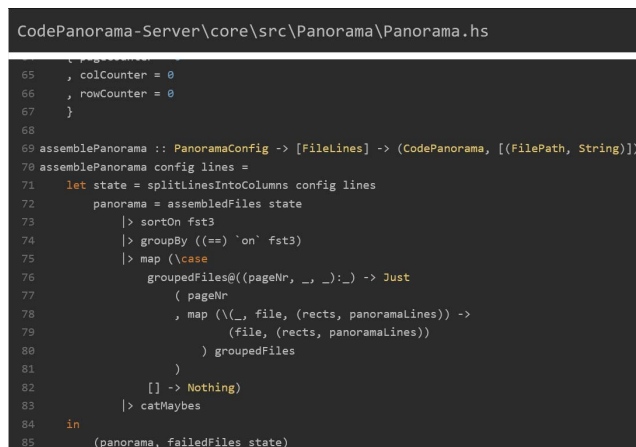 CodePanorama-Server\core\src\Panorama\Panorama.hs
65     , colCounter = 0
66     , rowCounter = 0
67     }
68
69 assemblePanorama :: PanoramaConfig -> [FileLines] -> (CodePanorama, [(FilePath, String)])
70 assemblePanorama config lines =
71     let state = splitLinesIntoColumns config lines
72         panorama = assembledFiles state
73             |> sortOn fst3
74             |> groupBy ((==) `on` fst3)
75             |> map (\case
76                 groupedFiles@((pageNr, _, _):_) -> Just
77                     ( pageNr
78                     , map (\(_, file, (rects, panoramaLines)) ->
79                             (file, (rects, panoramaLines))
80                         ) groupedFiles
81                     )
82                 [] -> Nothing)
83             |> catMaybes
84     in
85         (panorama, failedFiles state)